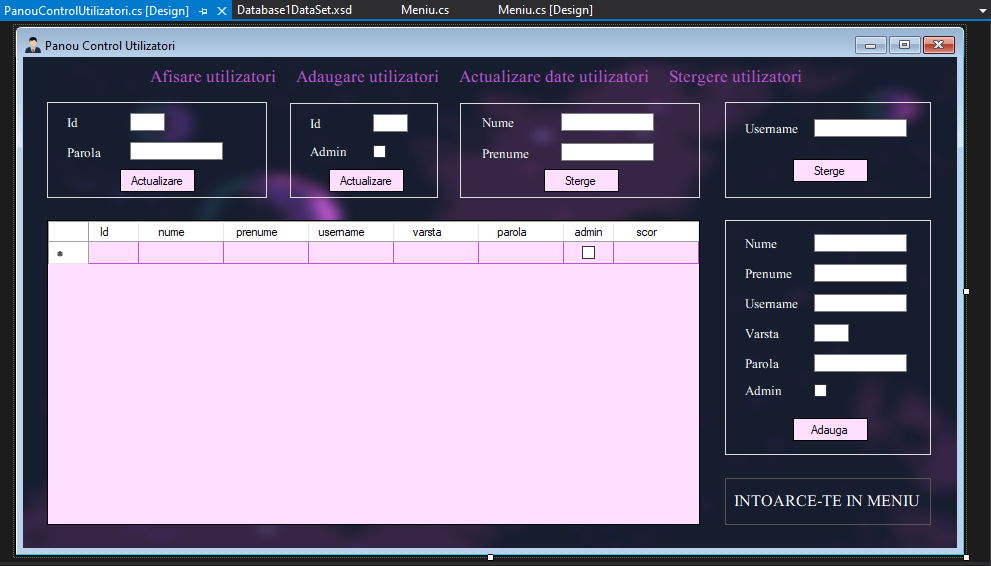 PanouControlUtilizatori.cs [Design] Database1DataSet.xsd Meniu.cs Meniu.cs [Design]
Panou Control Utilizatori
Afisare utilizatori Adaugare utilizatori Actualizare date utilizatori Stergere utilizatori
Id
Parola
Actualizare
Id
Admin
Actualizare
Nume
Prenume
Sterge
Username
Sterge
Id nume prenume username varsta parola admin scor
*
Nume
Prenume
Username
Varsta
Parola
Admin
Adauga
INTOARCE-TE IN MENIU